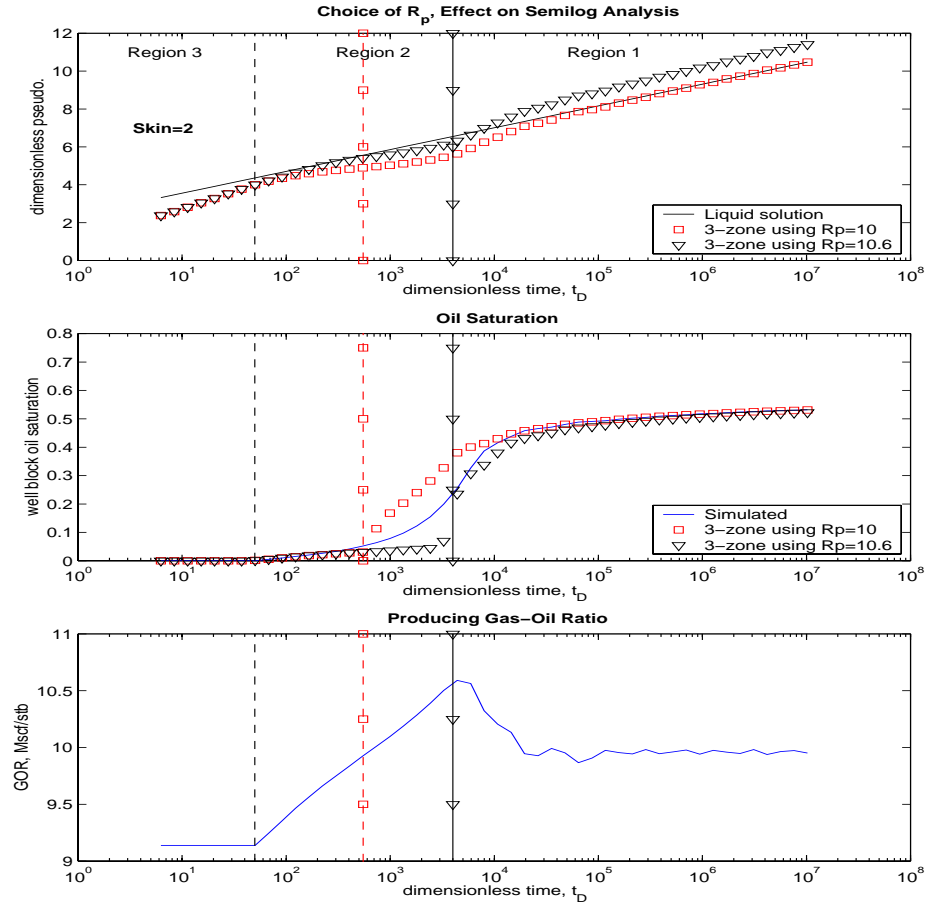 Choice of Rp, Effect on Semilog Analysis
12
10
8
6
4
2
0
dimensionless pseudo.
Region 3
Region 2
Region 1
Skin=2
Liquid solution
3−zone using Rp=10
3−zone using Rp=10.6
10^0
10^1
10^2
10^3
10^4
10^5
10^6
10^7
10^8
dimensionless time, t_D
Oil Saturation
0.8
0.7
0.6
0.5
0.4
0.3
0.2
0.1
0
well block oil saturation
Simulated
3−zone using Rp=10
3−zone using Rp=10.6
10^0
10^1
10^2
10^3
10^4
10^5
10^6
10^7
10^8
dimensionless time, t_D
Producing Gas−Oil Ratio
11
10.5
10
9.5
9
GOR, Mscf/stb
10^0
10^1
10^2
10^3
10^4
10^5
10^6
10^7
10^8
dimensionless time, t_D